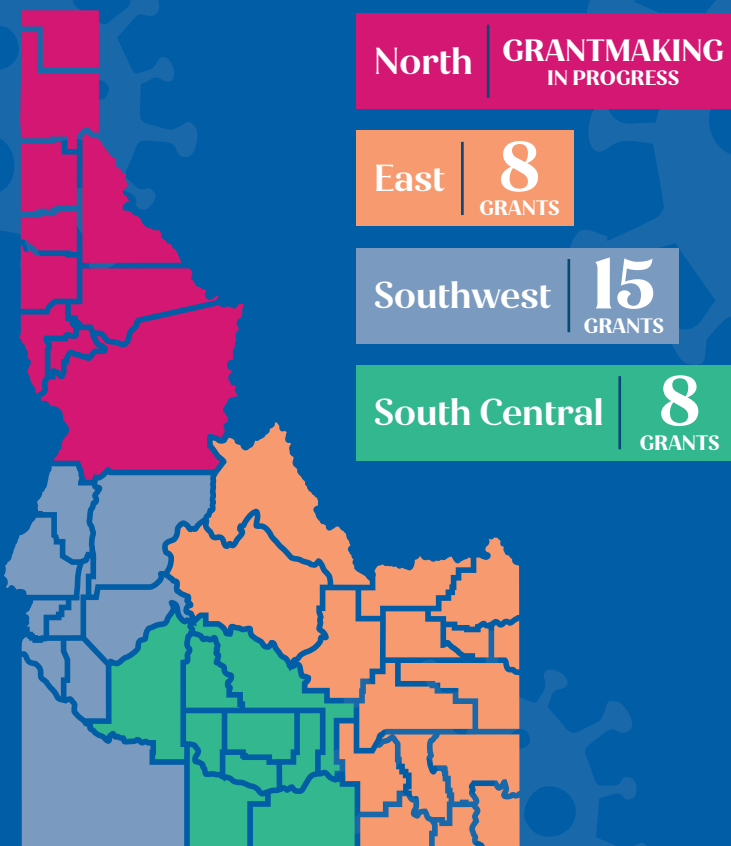 North
GRANTMAKING
IN PROGRESS
East
8
GRANTS
Southwest
15
GRANTS
South Central
8
GRANTS